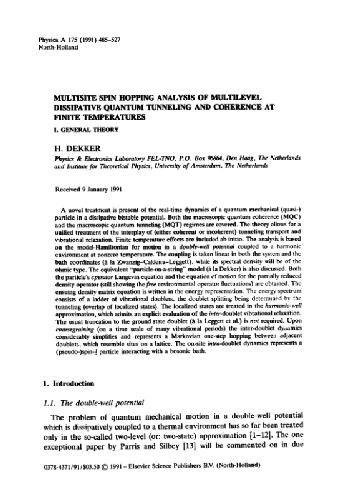 Physica A 175 (1991) 485-527
North-Holland
MULTISITE SPIN HOPPING ANALYSIS OF MULTILEVEL
DISSIPATIVE QUANTUM TUNNELING AND COHERENCE AT
FINITE TEMPERATURES
I. GENERAL THEORY
H. DEKKER
Physics & Electronics Laboratory FEL-TNO, P.O. Box 96864, Den Haag, The Netherlands
and Institute for Theoretical Physics, University of Amsterdam, The Netherlands
Received 9 January 1991
A novel treatment is present of the real-time dynamics of a quantum mechanical (quasi-)
particle in a dissipative bistable potential. Both the macroscopic quantum coherence (MQC)
and the macroscopic quantum tunneling (MQT) regimes are covered. The theory allows for a
unified treatment of the interplay of (either coherent or incoherent) tunneling transport and
vibrational relaxation. Finite temperature effects are included ab initio. The analysis is based
on the model-Hamiltonian for motion in a double-well potential coupled to a harmonic
environment at nonzero temperature. The coupling is taken linear in both the system and the
bath coordinates (à la Zwanzig-Caldeira-Leggett), while its spectral density will be of the
ohmic type. The equivalent "particle-on-a-string" model (à la Dekker) is also discussed. Both
the particle's operator Langevin equation and the equation of motion for the partially reduced
density operator (still showing the free environmental operator fluctuations) are obtained. The
ensuing density matrix equation is written in the energy representation. The energy spectrum
consists of a ladder of vibrational doublets, the doublet splitting being determined by the
tunneling (overlap of localized states). The localized states are treated in the harmonic-well
approximation, which admits an explicit evaluation of the inter-doublet vibrational relaxation.
The usual truncation to the ground state doublet (à la Leggett et al.) is not required. Upon
coarsegraining (on a time scale of many vibrational periods) the inter-doublet dynamics
considerably simplifies and represents a Markovian one-step hopping between adjacent
doublets, which resemble sites on a lattice. The onsite intra-doublet dynamics represents a
(pseudo-)spin-½ particle interacting with a bosonic bath.
1. Introduction
1.1. The double-well potential
The problem of quantum mechanical motion in a double-well potential
which is dissipatively coupled to a thermal environment has so far been treated
only in the so-called two-level (or: two-state) approximation [1-12]. The one
exceptional paper by Parris and Silbey [13] will be commented on in due
0378-4371/91/$03.50 © 1991 – Elsevier Science Publishers B.V. (North-Holland)